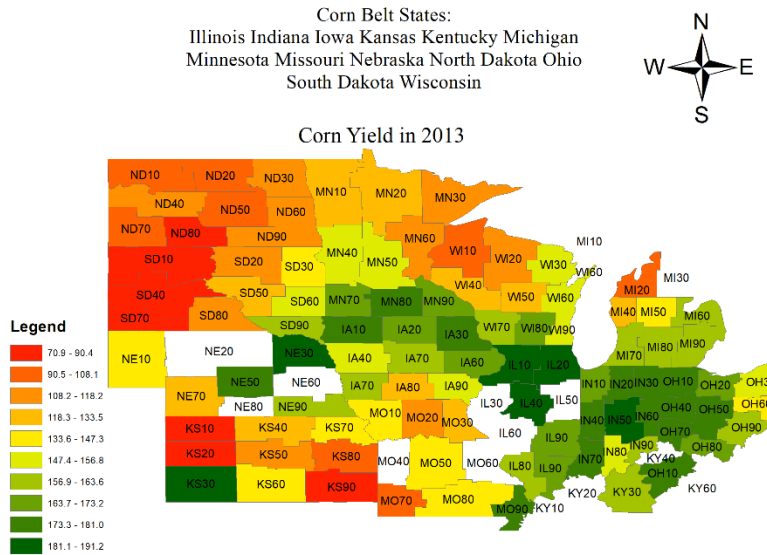 Corn Belt States:
Illinois Indiana Iowa Kansas Kentucky Michigan
Minnesota Missouri Nebraska North Dakota Ohio
South Dakota Wisconsin
N
W E
S
Corn Yield in 2013
ND10 ND20 ND30 MN10 MN20 MN30
ND40 ND50 ND60
ND70 ND80 ND90 MN60 WI10 WI20 MI10
SD10 SD20 SD30 MN40 MN50 WI30 WI60 MI30
SD40 SD50 SD60 MN70 MN80 MN90 WI40 WI50 WI60 MI20 MI40 MI50 MI60
SD70 SD80 SD90 IA10 IA20 IA30 WI70 WI80 WI90 MI70 MI80 MI90
NE10 NE20 NE30 IA40 IA70 IA60 IL10 IL20
NE50 NE60 IA70 IA80 IA90 IL30 IL40 IL50 IN10 IN20 IN30 OH10 OH20 OH3
NE70 NE80 NE90 MO10 MO20 MO30 IL60 IL90 IN40 IN50 IN60 OH40 OH50 OH60
KS10 KS40 KS70 OH70 OH80 OH90
KS20 KS50 KS80 MO40 MO50 MO60 IL80 IL90 IN70 IN80 IN90 KY40 OH10
KS30 KS60 KS90 MO70 MO80 MO90 KY10 KY20 KY30 KY60
Legend
70.9 - 90.4
90.5 - 108.1
108.2 - 118.2
118.3 - 133.5
133.6 - 147.3
147.4 - 156.8
156.9 - 163.6
163.7 - 173.2
173.3 - 181.0
181.1 - 191.2